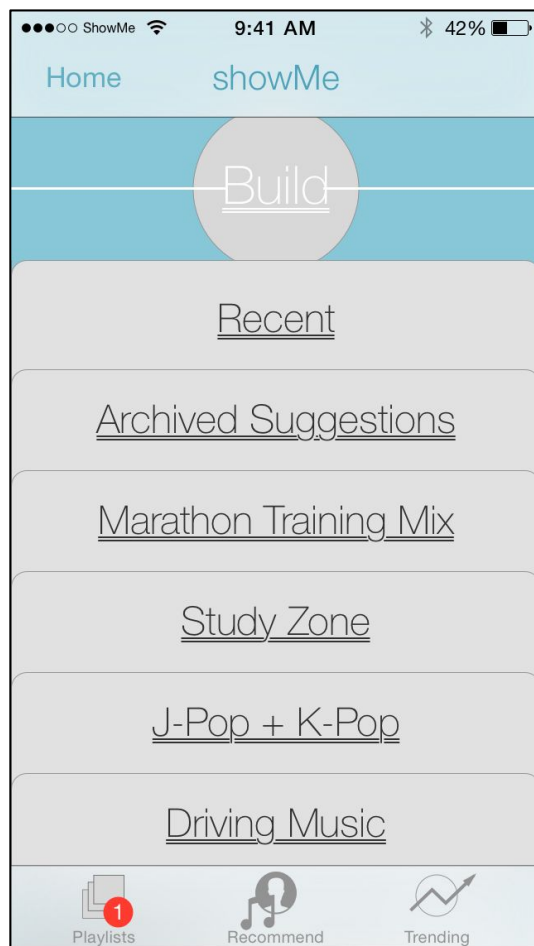 ShowMe 9:41 AM 42%
Home showMe
Build
Recent
Archived Suggestions
Marathon Training Mix
Study Zone
J-Pop + K-Pop
Driving Music
1
Playlists Recommend Trending